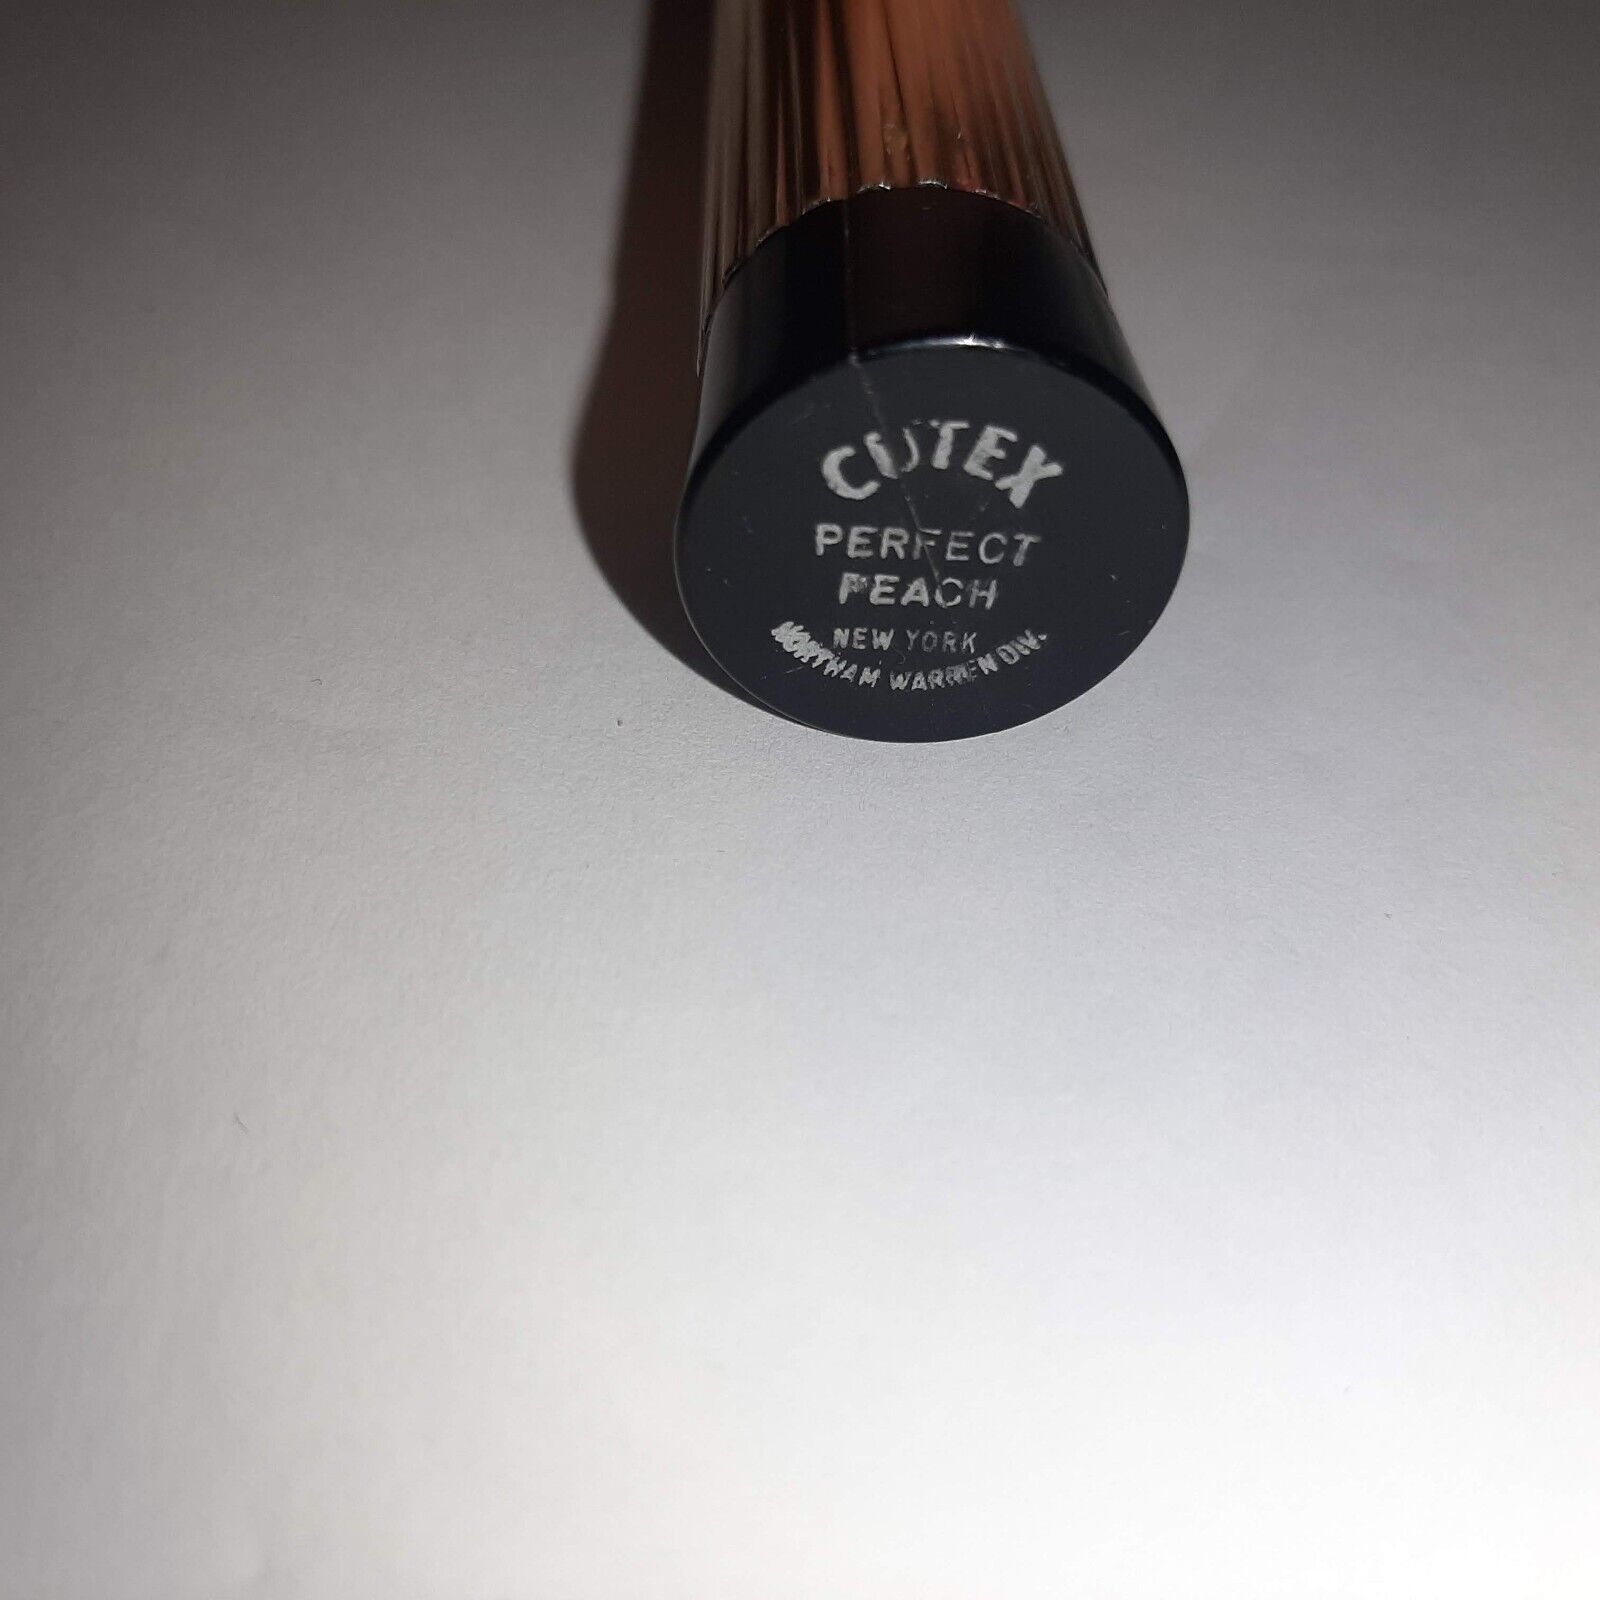 CUTEX
PERFECT
PEACH
NEW YORK
NORTHAM WARREN DIV.